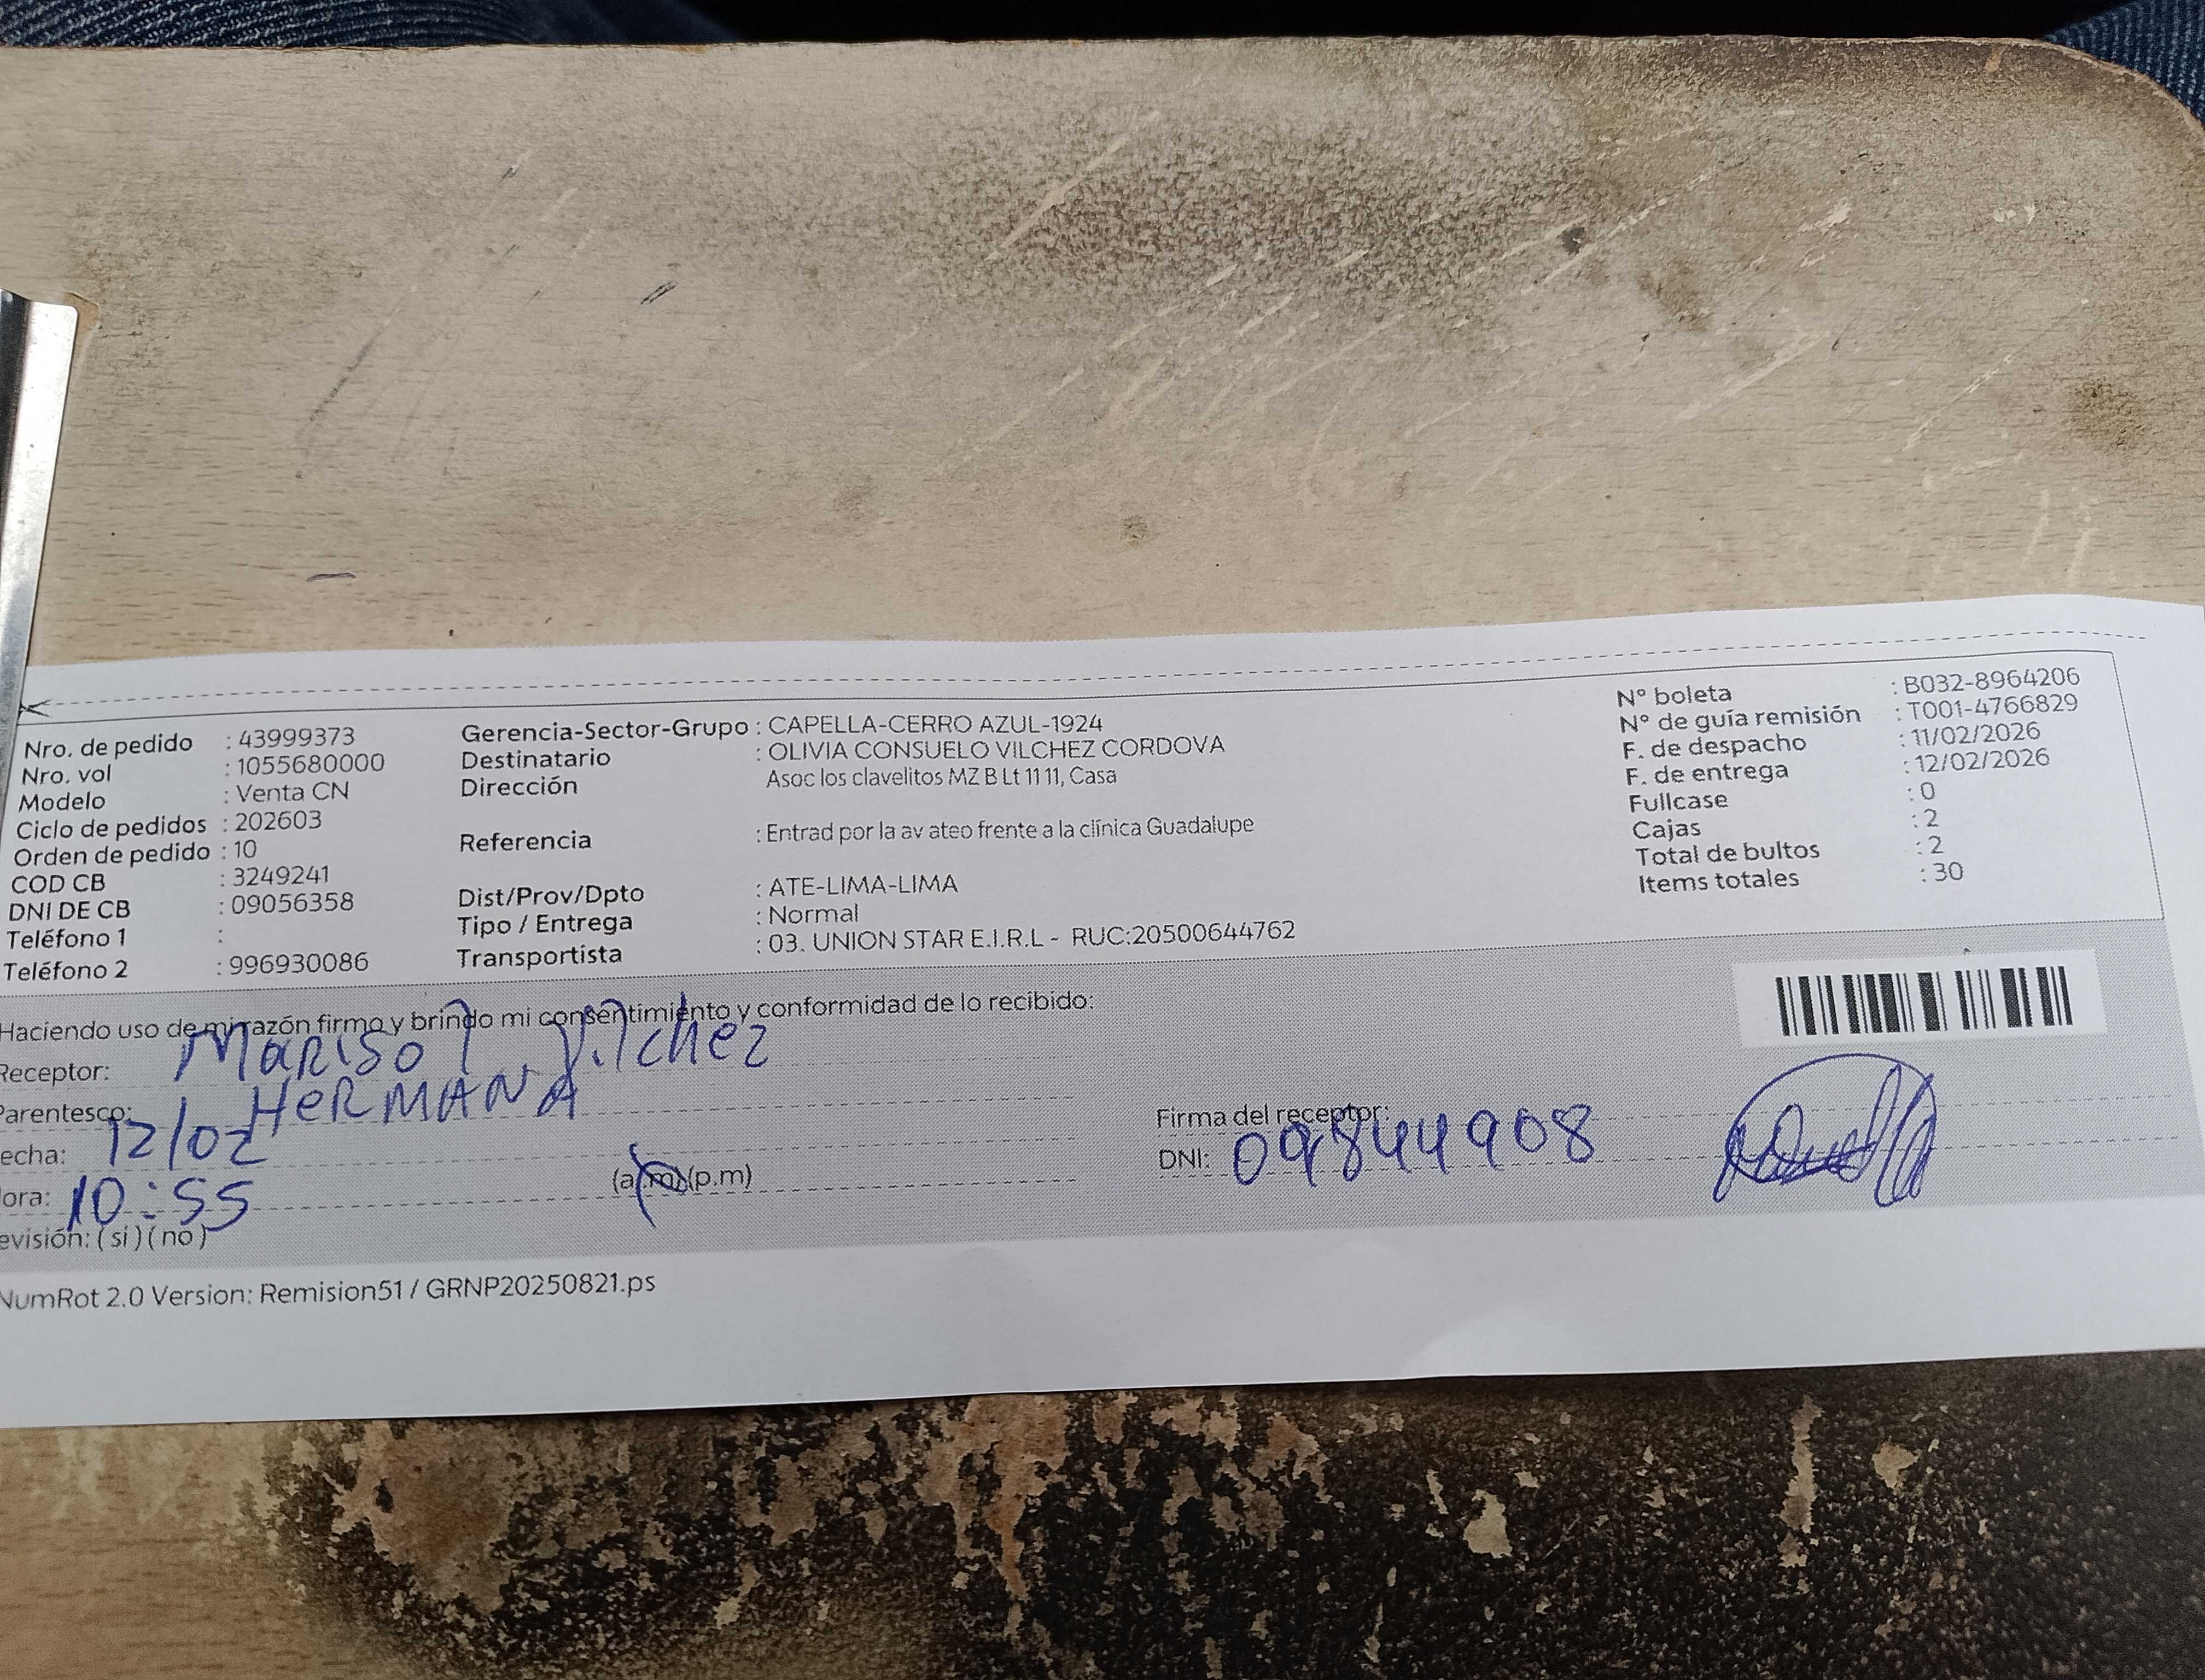 Nro. de pedido : 43999373
Nro. vol : 1055680000
Modelo : Venta CN
Ciclo de pedidos : 202603
Orden de pedido : 10
COD CB : 3249241
DNI DE CB : 09056358
Teléfono 1 :
Teléfono 2 : 996930086
Gerencia-Sector-Grupo : CAPELLA-CERRO AZUL-1924
Destinatario : OLIVIA CONSUELO VILCHEZ CORDOVA
Dirección Asoc los clavelitos MZ B Lt 11 11, Casa
Referencia : Entrad por la av ateo frente a la clínica Guadalupe
Dist/Prov/Dpto : ATE-LIMA-LIMA
Tipo / Entrega : Normal
Transportista : 03. UNION STAR E.I.R.L - RUC:20500644762
N° boleta : B032-8964206
N° de guía remisión : T001-4766829
F. de despacho : 11/02/2026
F. de entrega : 12/02/2026
Fullcase : 0
Cajas : 2
Total de bultos : 2
Items totales : 30
Haciendo uso de mi razón firmo y brindo mi consentimiento y conformidad de lo recibido:
Receptor: Marisol Vilchez
Parentesco: HERMANA
echa: 12/02
ora: 10:55 (a.m)(p.m)
evisión: (si)(no)
Firma del receptor:
DNI: 09844908
NumRot 2.0 Version: Remision51 / GRNP20250821.ps